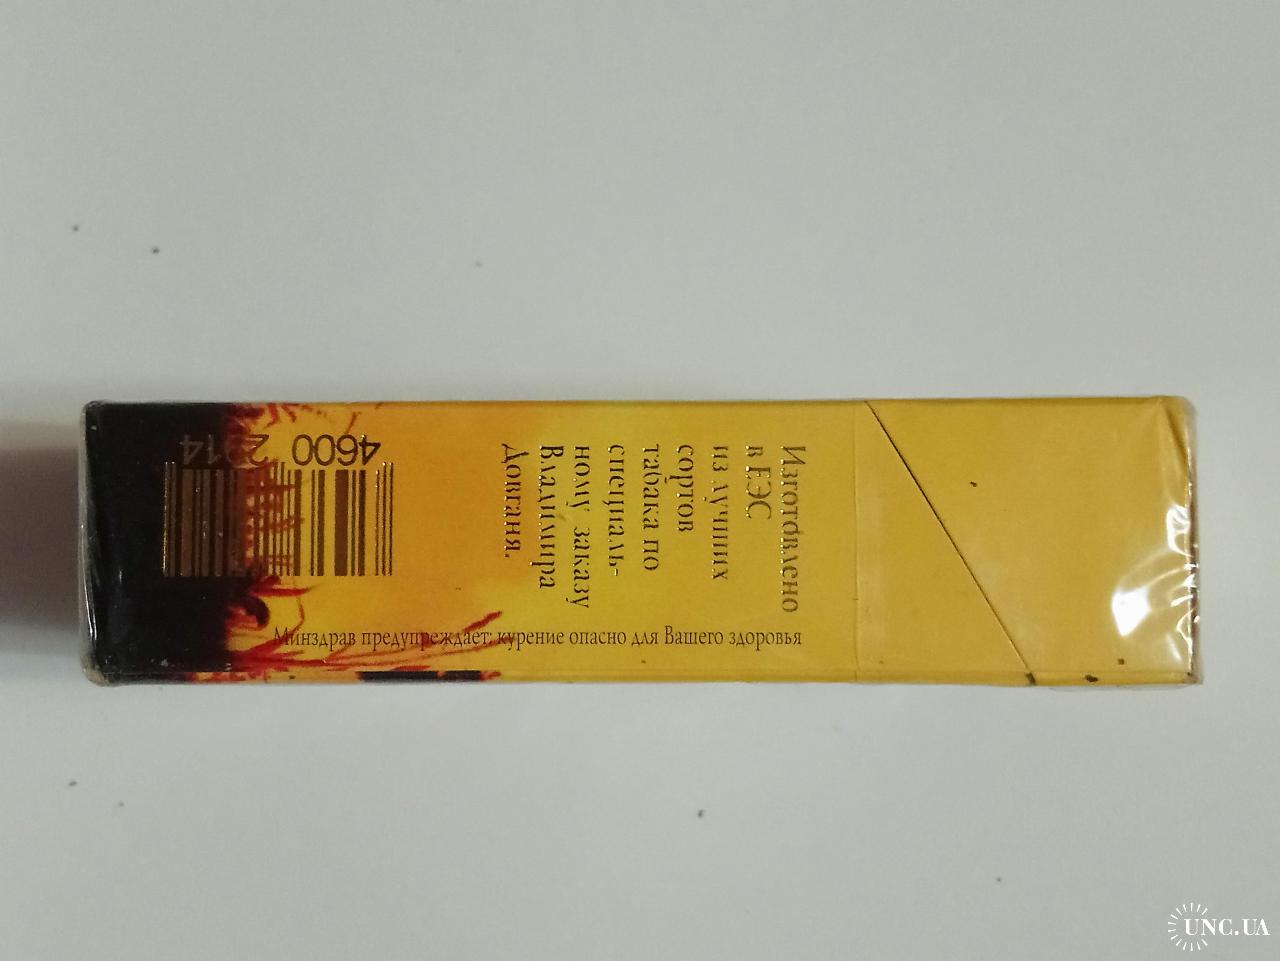 Изготовлено
в ЕЭС
из лучших
сортов
табака по
специаль-
ному заказу
Владимира
Довганя.
Минздрав предупреждает: курение опасно для Вашего здоровья
4600 2914
UNC.UA